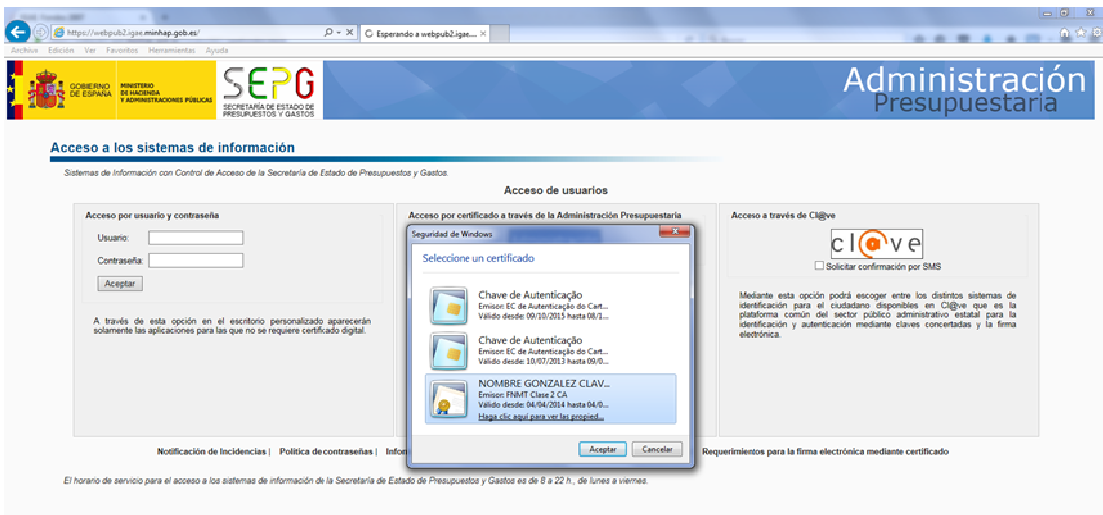 https://webpub2.igae.minhap.gob.es/
Esperando a webpub2.igae....
Archivo Edición Ver Favoritos Herramientas Ayuda
GOBIERNO
DE ESPAÑA
MINISTERIO
DE HACIENDA
Y ADMINISTRACIONES PÚBLICAS
SEPG
SECRETARÍA DE ESTADO DE
PRESUPUESTOS Y GASTOS
Administración
Presupuestaria
Acceso a los sistemas de información
Sistemas de Información con Control de Acceso de la Secretaría de Estado de Presupuestos y Gastos.
Acceso de usuarios
Acceso por usuario y contraseña
Usuario:
Contraseña:
Aceptar
A través de esta opción en el escritorio personalizado aparecerán
solamente las aplicaciones para las que no se requiere certificado digital.
Acceso por certificado a través de la Administración Presupuestaria
Seguridad de Windows
Seleccione un certificado
Chave de Autenticação
Emisor: EC de Autenticação do Cart...
Válido desde: 09/10/2015 hasta 08/1...
Chave de Autenticação
Emisor: EC de Autenticação do Cart...
Válido desde: 10/07/2013 hasta 09/0...
NOMBRE GONZALEZ CLAV...
Emisor: FNMT Clase 2 CA
Válido desde: 04/04/2014 hasta 04/0...
Haga clic aquí para ver las propied...
Aceptar Cancelar
Acceso a través de Cl@ve
cl@ve
Solicitar confirmación por SMS
Mediante esta opción podrá escoger entre los distintos sistemas de
identificación para el ciudadano disponibles en Cl@ve que es la
plataforma común del sector público administrativo estatal para la
identificación y autenticación mediante claves concertadas y la firma
electrónica.
Notificación de Incidencias | Política de contraseñas | Infor Requerimientos para la firma electrónica mediante certificado
El horario de servicio para el acceso a los sistemas de información de la Secretaría de Estado de Presupuestos y Gastos es de 8 a 22 h., de lunes a viernes.